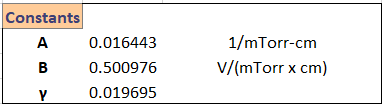 Constants
A 0.016443 1/mTorr-cm
B 0.500976 V/(mTorr x cm)
γ 0.019695